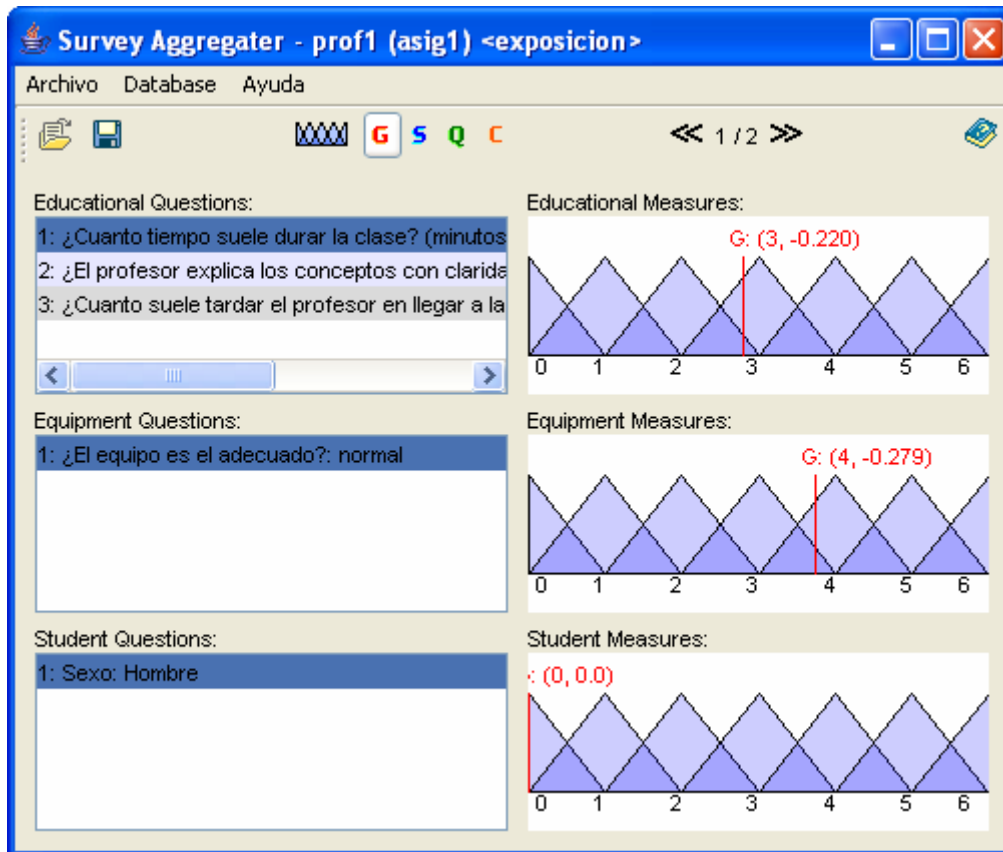 Survey Aggregater - prof1 (asig1) <exposicion>
Archivo Database Ayuda
G S Q C 1 / 2
Educational Questions:
1: ¿Cuanto tiempo suele durar la clase? (minutos
2: ¿El profesor explica los conceptos con clarida
3: ¿Cuanto suele tardar el profesor en llegar a la
Educational Measures:
G: (3, -0.220)
0 1 2 3 4 5 6
Equipment Questions:
1: ¿El equipo es el adecuado?: normal
Equipment Measures:
G: (4, -0.279)
0 1 2 3 4 5 6
Student Questions:
1: Sexo: Hombre
Student Measures:
: (0, 0.0)
0 1 2 3 4 5 6